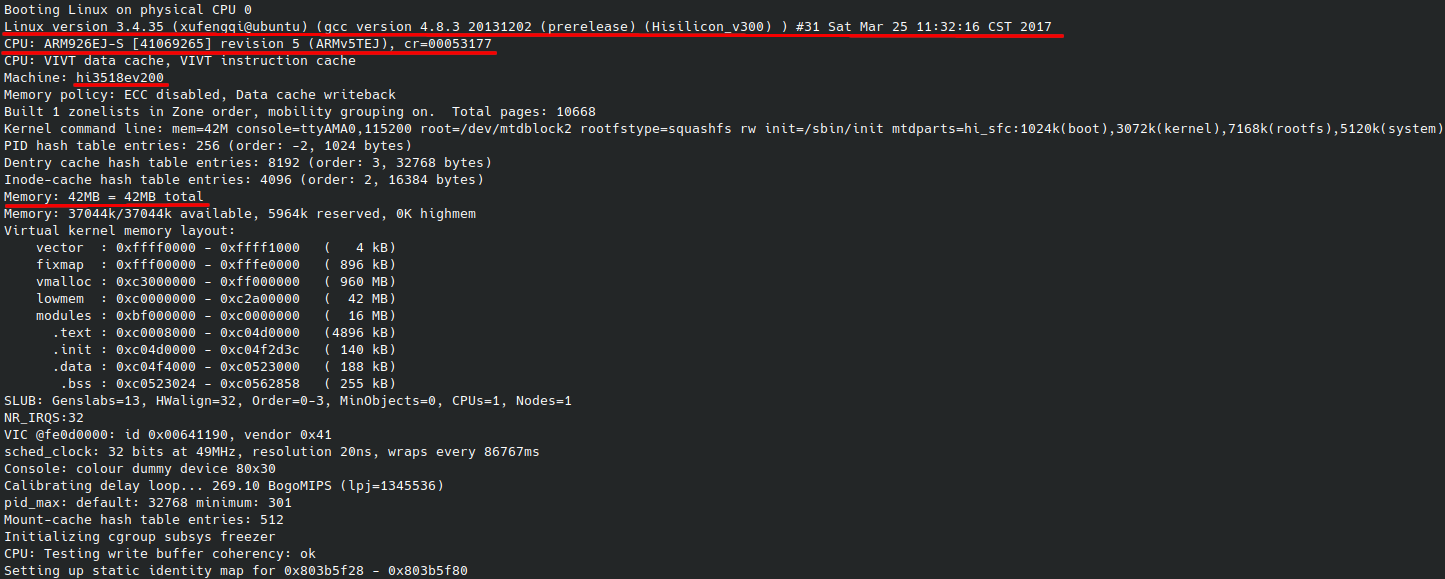 Booting Linux on physical CPU 0
Linux version 3.4.35 (xufengqi@ubuntu) (gcc version 4.8.3 20131202 (prerelease) (Hisilicon_v300) ) #31 Sat Mar 25 11:32:16 CST 2017
CPU: ARM926EJ-S [41069265] revision 5 (ARMv5TEJ), cr=00053177
CPU: VIVT data cache, VIVT instruction cache
Machine: hi3518ev200
Memory policy: ECC disabled, Data cache writeback
Built 1 zonelists in Zone order, mobility grouping on.  Total pages: 10668
Kernel command line: mem=42M console=ttyAMA0,115200 root=/dev/mtdblock2 rootfstype=squashfs rw init=/sbin/init mtdparts=hi_sfc:1024k(boot),3072k(kernel),7168k(rootfs),5120k(system)
PID hash table entries: 256 (order: -2, 1024 bytes)
Dentry cache hash table entries: 8192 (order: 3, 32768 bytes)
Inode-cache hash table entries: 4096 (order: 2, 16384 bytes)
Memory: 42MB = 42MB total
Memory: 37044k/37044k available, 5964k reserved, 0K highmem
Virtual kernel memory layout:
    vector  : 0xffff0000 - 0xffff1000   (   4 kB)
    fixmap  : 0xfff00000 - 0xfffe0000   ( 896 kB)
    vmalloc : 0xc3000000 - 0xff000000   ( 960 MB)
    lowmem  : 0xc0000000 - 0xc2a00000   (  42 MB)
    modules : 0xbf000000 - 0xc0000000   (  16 MB)
      .text : 0xc0008000 - 0xc04d0000   (4896 kB)
      .init : 0xc04d0000 - 0xc04f2d3c   ( 140 kB)
      .data : 0xc04f4000 - 0xc0523000   ( 188 kB)
       .bss : 0xc0523024 - 0xc0562858   ( 255 kB)
SLUB: Genslabs=13, HWalign=32, Order=0-3, MinObjects=0, CPUs=1, Nodes=1
NR_IRQS:32
VIC @fe0d0000: id 0x00641190, vendor 0x41
sched_clock: 32 bits at 49MHz, resolution 20ns, wraps every 86767ms
Console: colour dummy device 80x30
Calibrating delay loop... 269.10 BogoMIPS (lpj=1345536)
pid_max: default: 32768 minimum: 301
Mount-cache hash table entries: 512
Initializing cgroup subsys freezer
CPU: Testing write buffer coherency: ok
Setting up static identity map for 0x803b5f28 - 0x803b5f80